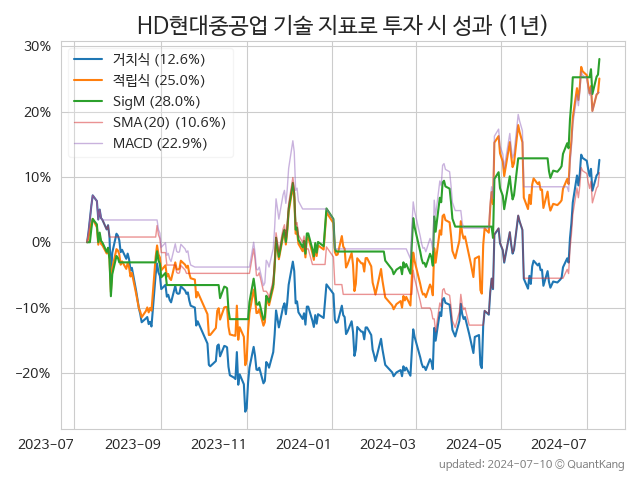 HD현대중공업 기술 지표로 투자 시 성과 (1년)
30%
20%
10%
0%
−10%
−20%
거치식 (12.6%)
적립식 (25.0%)
SigM (28.0%)
SMA(20) (10.6%)
MACD (22.9%)
2023-07
2023-09
2023-11
2024-01
2024-03
2024-05
2024-07
updated: 2024-07-10 © QuantKang